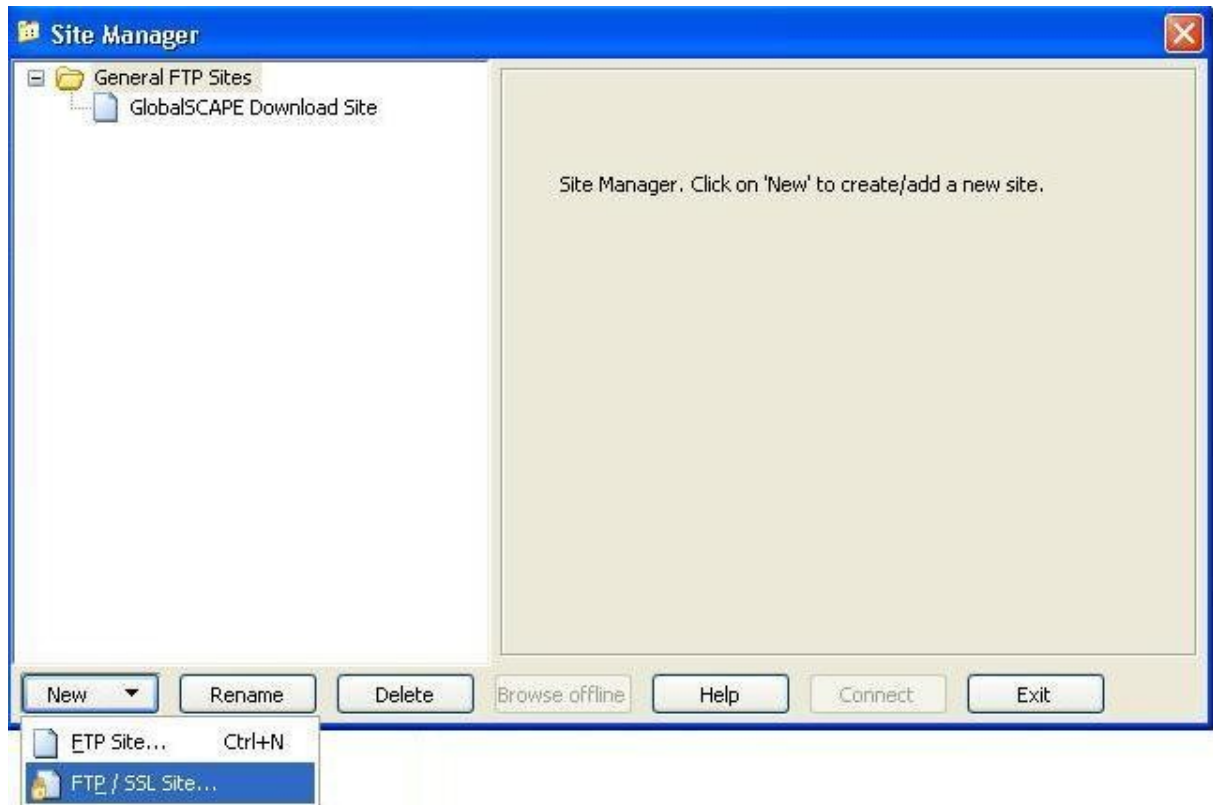 Site Manager
General FTP Sites
GlobalSCAPE Download Site
Site Manager. Click on 'New' to create/add a new site.
New Rename Delete Browse offline Help Connect Exit
FTP Site... Ctrl+N
FTP / SSL Site...